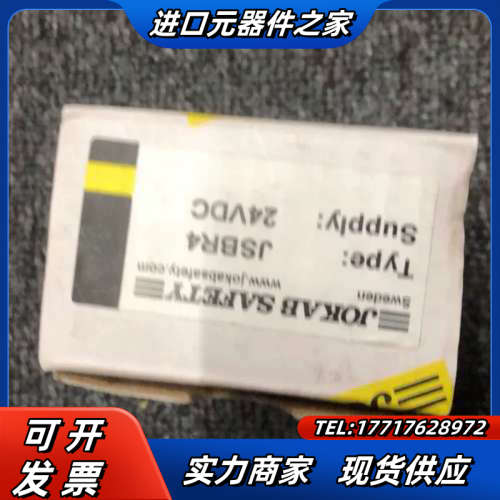 进口元器件之家
JOKAB SAFETY
Sweden
www.jokabsafety.com
Type:
JSBR4
Supply:
24VDC
J
可开
发票
TEL:17717628972
实力商家 现货供应